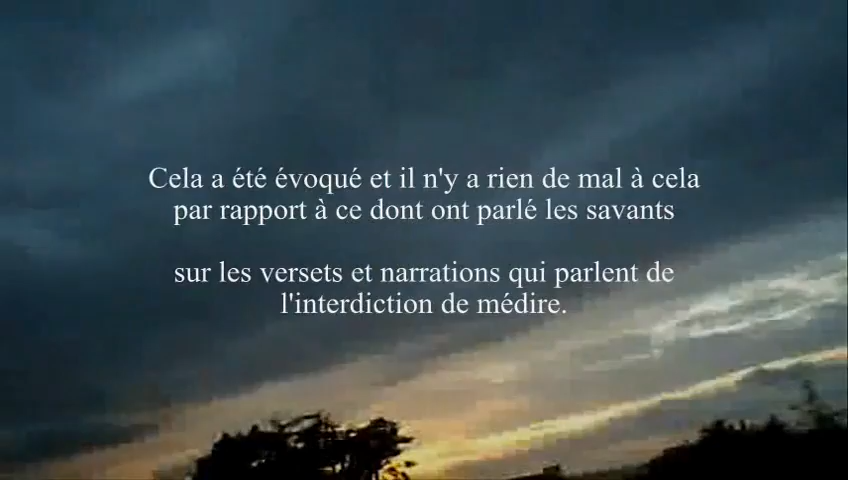 Cela a été évoqué et il n'y a rien de mal à cela
par rapport à ce dont ont parlé les savants
sur les versets et narrations qui parlent de
l'interdiction de médire.